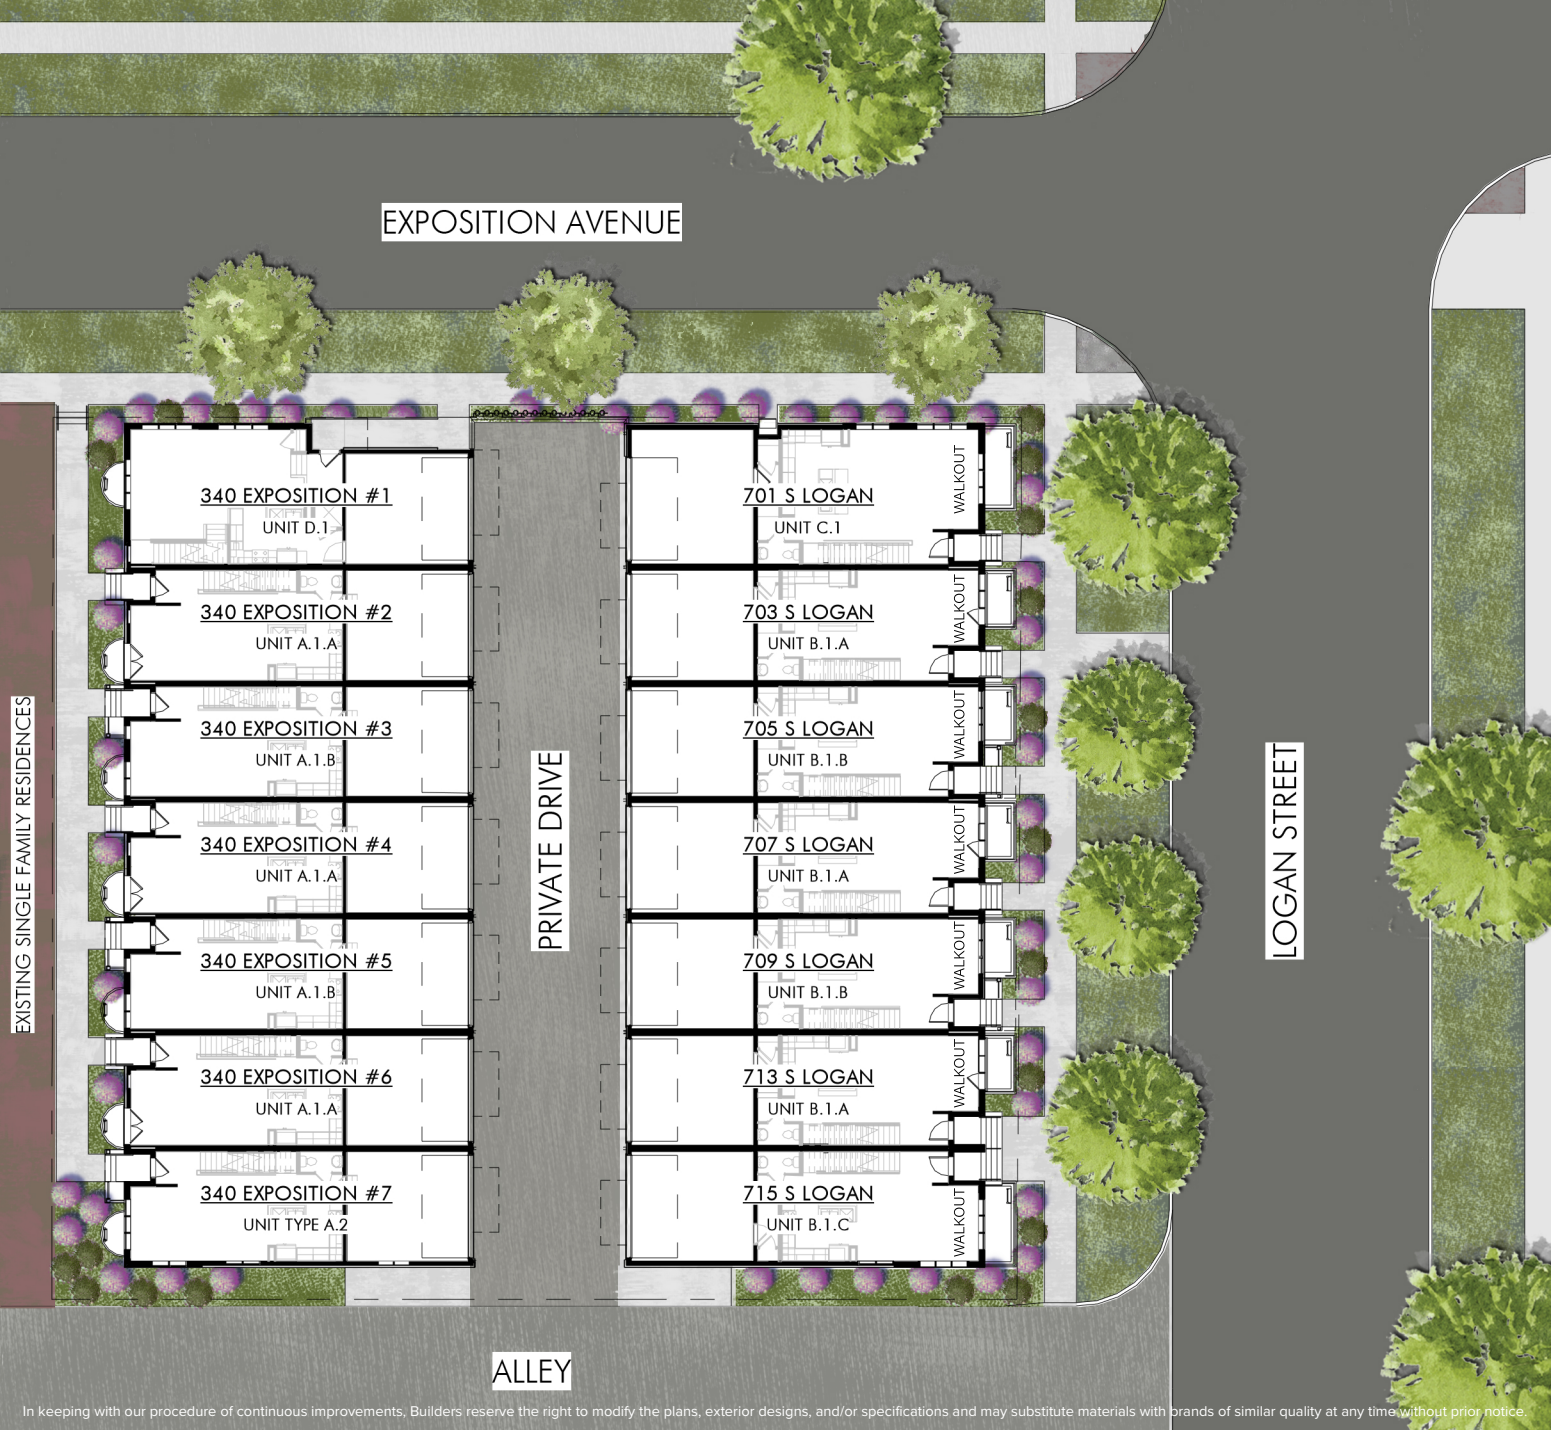 EXPOSITION AVENUE
340 EXPOSITION #1
UNIT D.1
340 EXPOSITION #2
UNIT A.1.A
340 EXPOSITION #3
UNIT A.1.B
340 EXPOSITION #4
UNIT A.1.A
340 EXPOSITION #5
UNIT A.1.B
340 EXPOSITION #6
UNIT A.1.A
340 EXPOSITION #7
UNIT TYPE A.2
EXISTING SINGLE FAMILY RESIDENCES
PRIVATE DRIVE
701 S LOGAN
UNIT C.1
WALKOUT
703 S LOGAN
UNIT B.1.A
WALKOUT
705 S LOGAN
UNIT B.1.B
WALKOUT
707 S LOGAN
UNIT B.1.A
WALKOUT
709 S LOGAN
UNIT B.1.B
WALKOUT
713 S LOGAN
UNIT B.1.A
WALKOUT
715 S LOGAN
UNIT B.1.C
WALKOUT
LOGAN STREET
ALLEY
In keeping with our procedure of continuous improvements, Builders reserve the right to modify the plans, exterior designs, and/or specifications and may substitute materials with brands of similar quality at any time without prior notice.